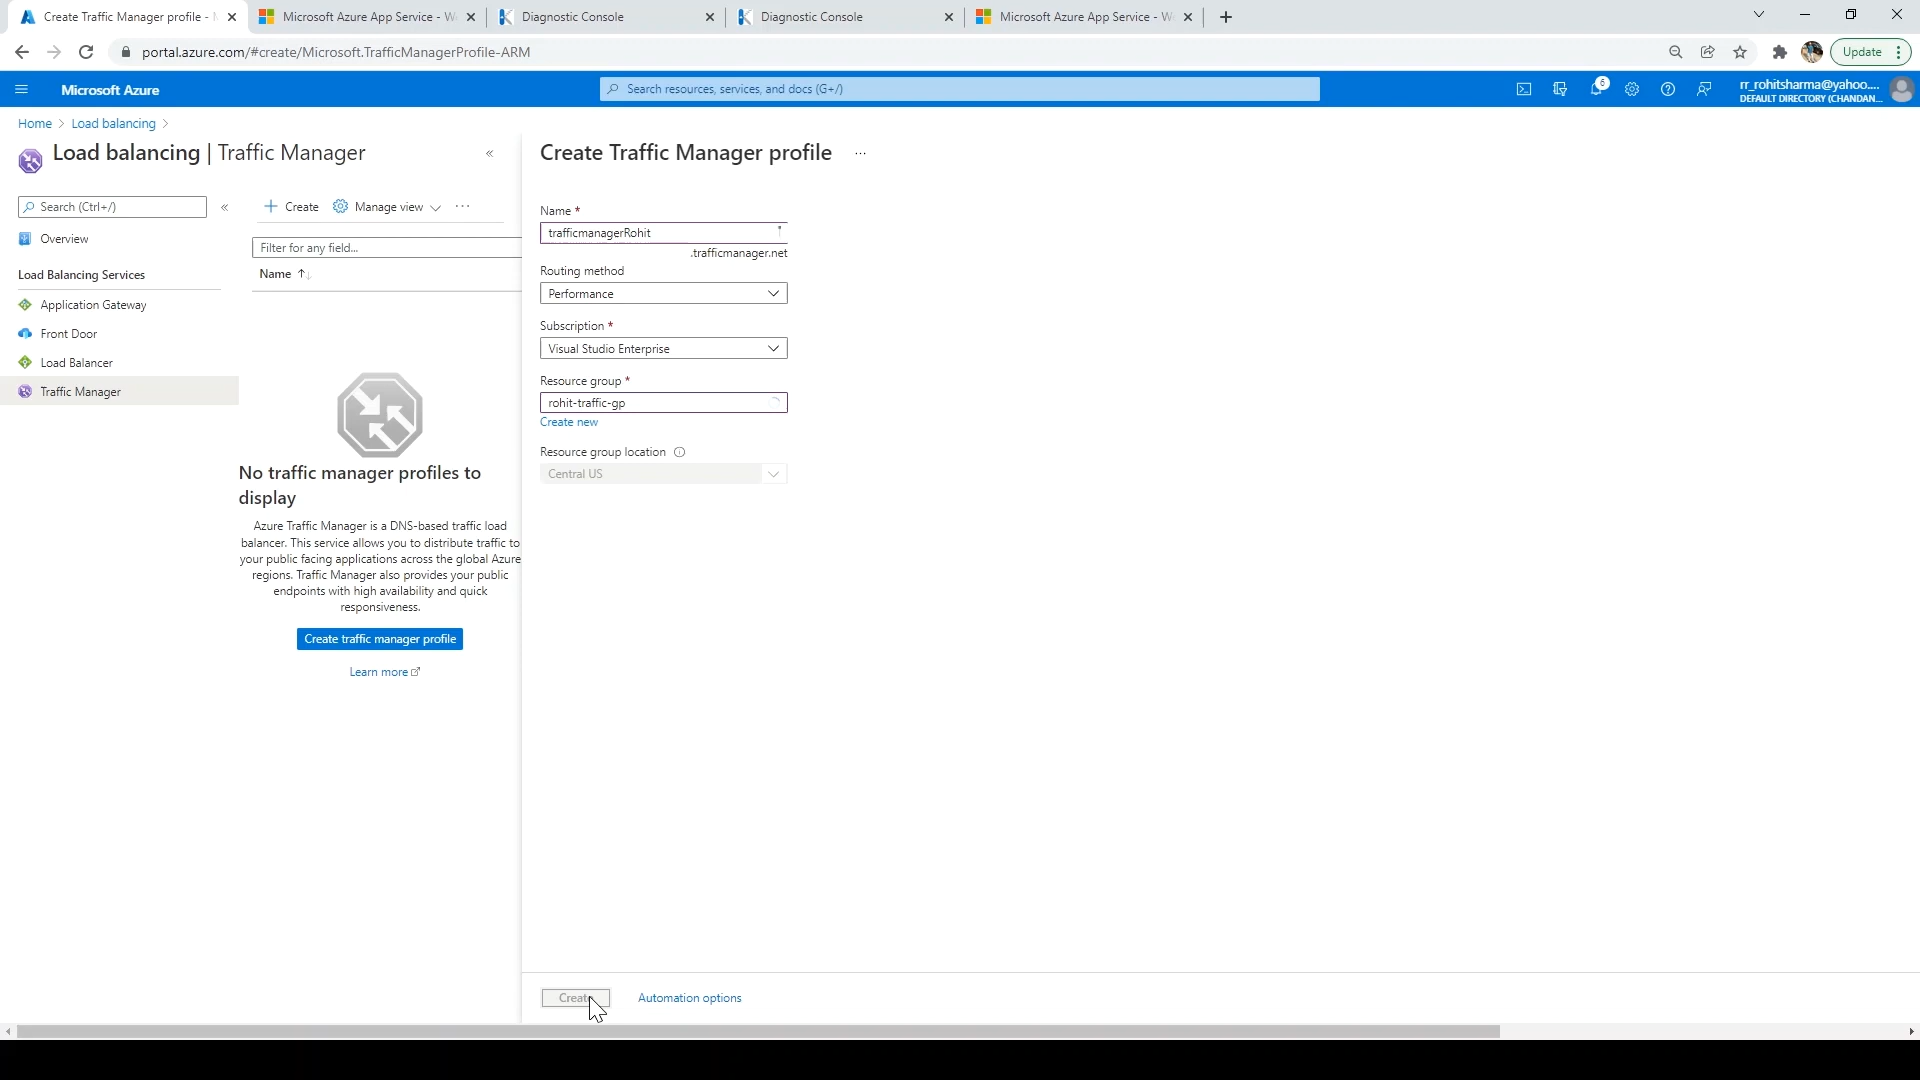 Create Traffic Manager profile -
Microsoft Azure App Service - W
Diagnostic Console
Diagnostic Console
Microsoft Azure App Service - W
portal.azure.com/#create/Microsoft.TrafficManagerProfile-ARM
Update
Microsoft Azure
Search resources, services, and docs (G+/)
6
rr_rohitsharma@yahoo....
DEFAULT DIRECTORY (CHANDAN...
Home > Load balancing >
Load balancing | Traffic Manager
Search (Ctrl+/)
Overview
Load Balancing Services
Application Gateway
Front Door
Load Balancer
Traffic Manager
Create
Manage view
Filter for any field...
Name
No traffic manager profiles to
display
Azure Traffic Manager is a DNS-based traffic load
balancer. This service allows you to distribute traffic to
your public facing applications across the global Azure
regions. Traffic Manager also provides your public
endpoints with high availability and quick
responsiveness.
Create traffic manager profile
Learn more
Create Traffic Manager profile ...
Name *
trafficmanagerRohit
.trafficmanager.net
Routing method
Performance
Subscription *
Visual Studio Enterprise
Resource group *
rohit-traffic-gp
Create new
Resource group location
Central US
Create
Automation options